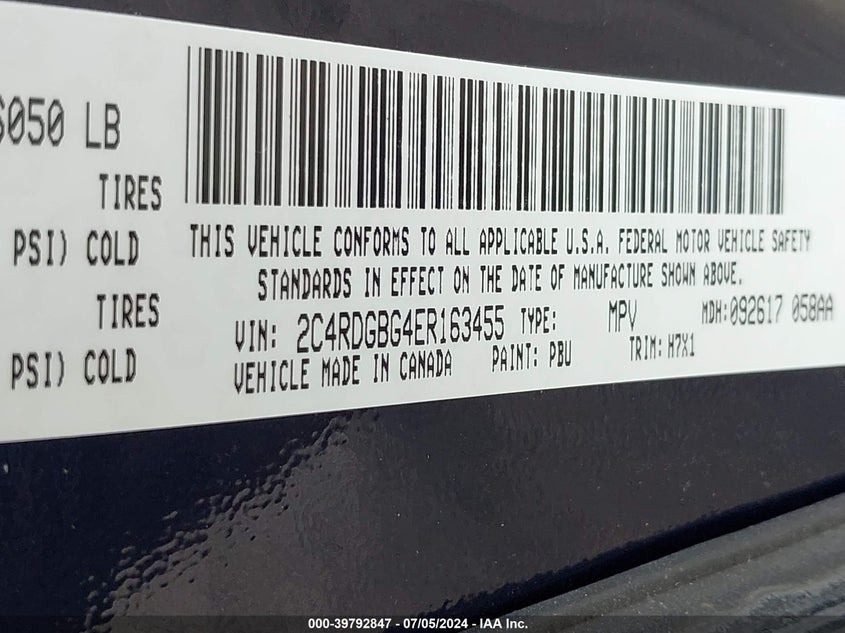 6050 LB
TIRES
PSI) COLD
TIRES
PSI) COLD
THIS VEHICLE CONFORMS TO ALL APPLICABLE U.S.A. FEDERAL MOTOR VEHICLE SAFETY
STANDARDS IN EFFECT ON THE DATE OF MANUFACTURE SHOWN ABOVE.
VIN: 2C4RDGBG4ER163455 TYPE: MPV MDH:092617 058AA
VEHICLE MADE IN CANADA PAINT: PBU TRIM: H7X1
000-39792847 - 07/05/2024 - IAA Inc.